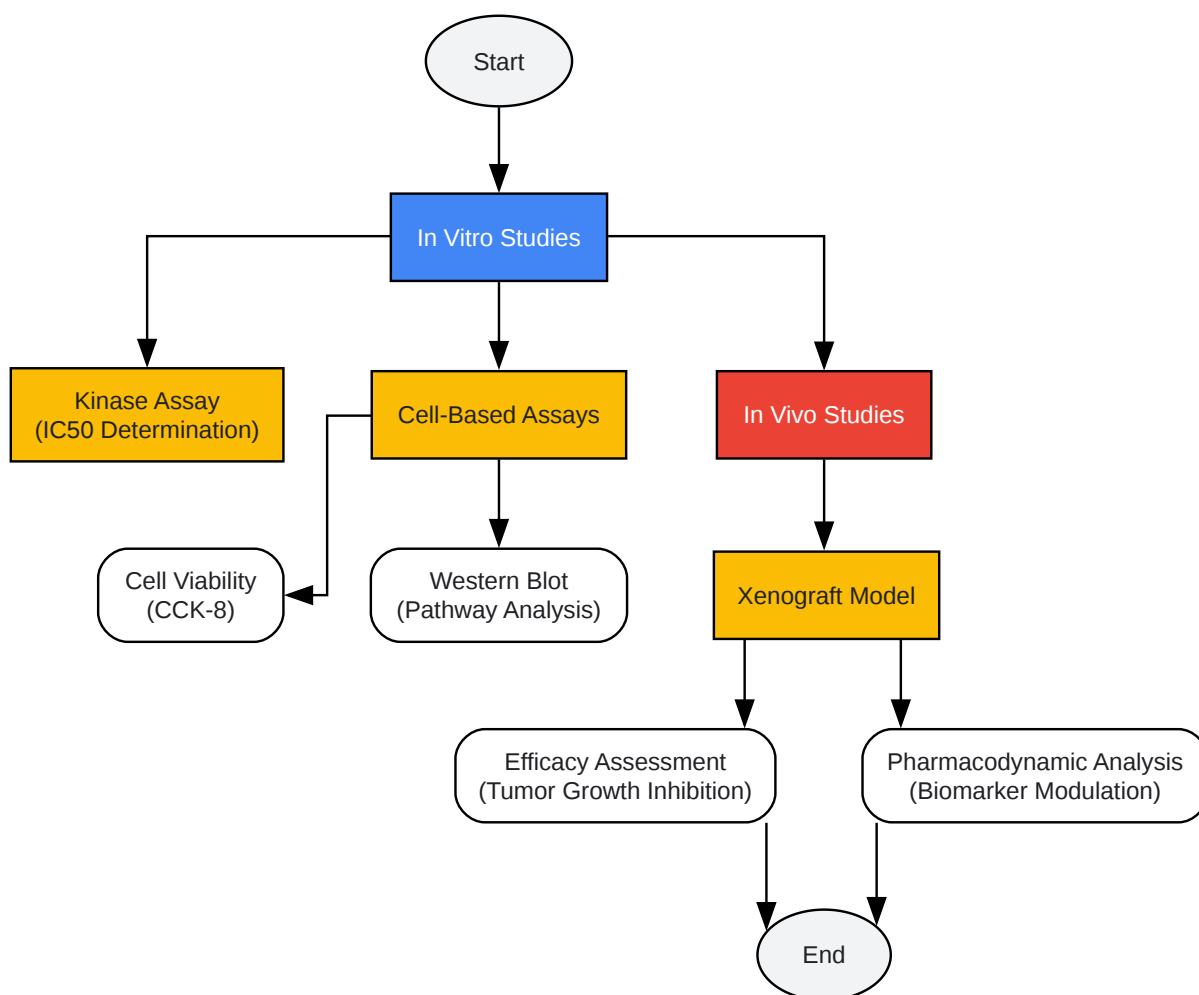 Start
In Vitro Studies
Kinase Assay
(IC50 Determination)
Cell-Based Assays
In Vivo Studies
Cell Viability
(CCK-8)
Western Blot
(Pathway Analysis)
Xenograft Model
Efficacy Assessment
(Tumor Growth Inhibition)
Pharmacodynamic Analysis
(Biomarker Modulation)
End